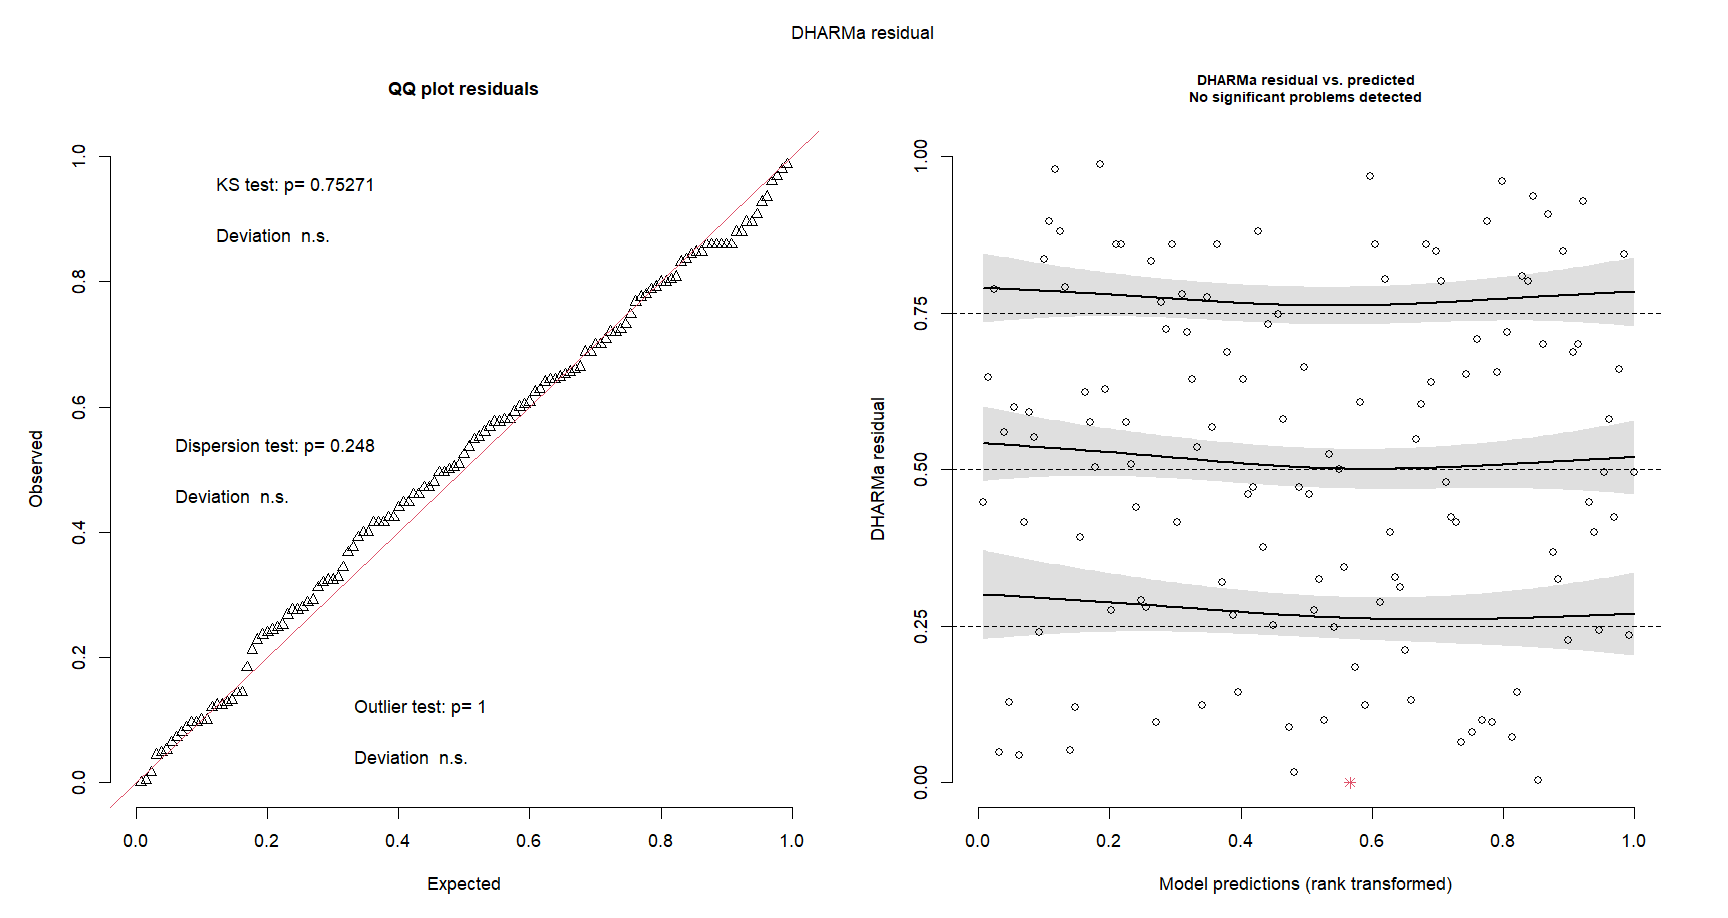 DHARMa residual
QQ plot residuals
KS test: p= 0.75271
Deviation  n.s.
Dispersion test: p= 0.248
Deviation  n.s.
Outlier test: p= 1
Deviation  n.s.
Observed
1.0
0.8
0.6
0.4
0.2
0.0
0.0 0.2 0.4 0.6 0.8 1.0
Expected
DHARMa residual vs. predicted
No significant problems detected
DHARMa residual
1.00
0.75
0.50
0.25
0.00
0.0 0.2 0.4 0.6 0.8 1.0
Model predictions (rank transformed)